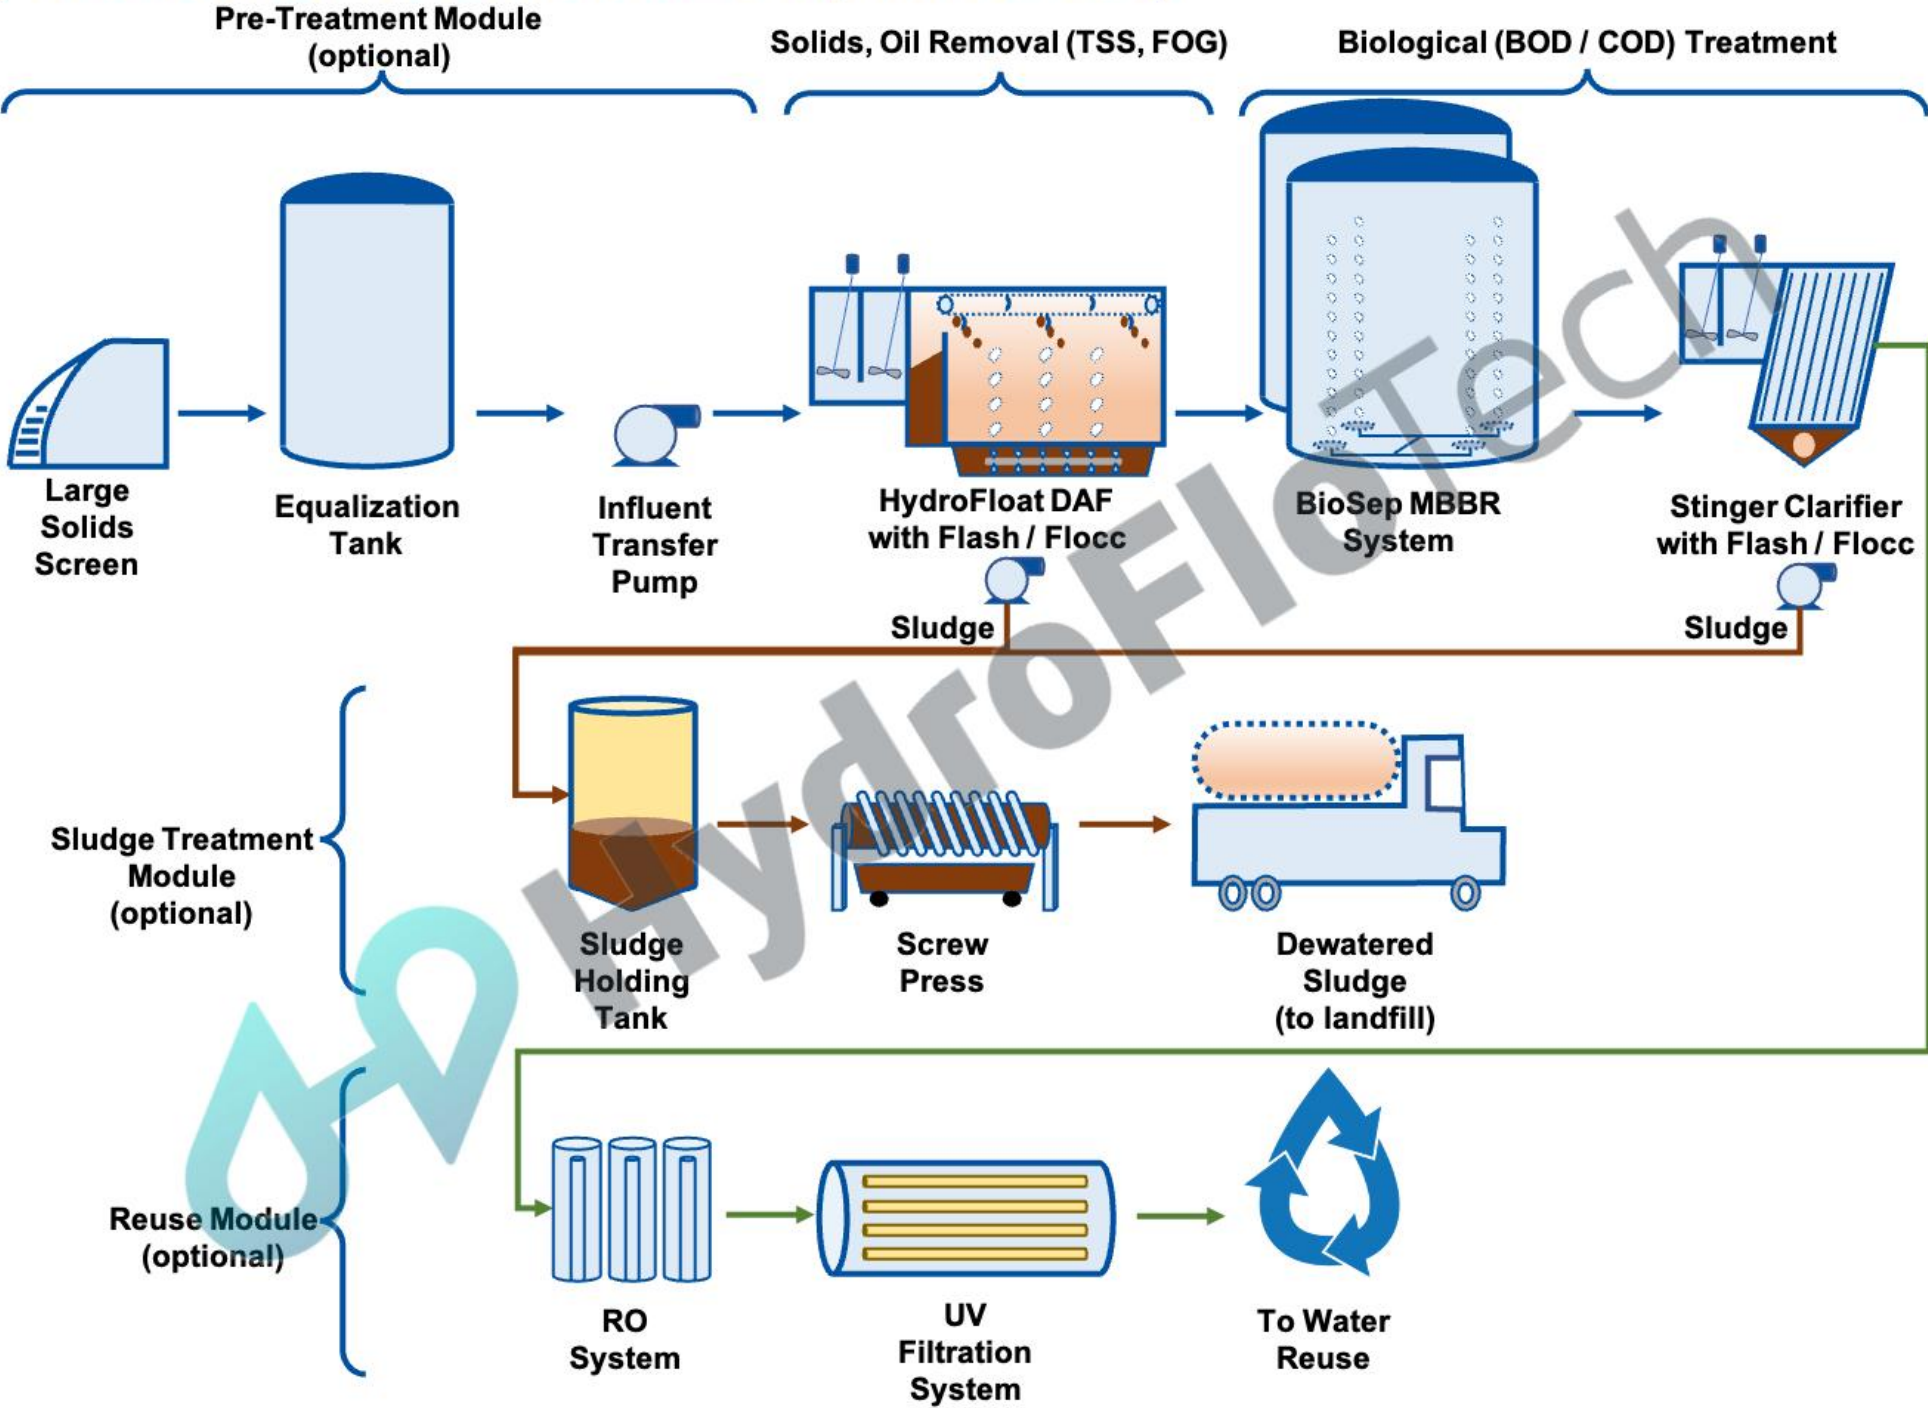 Pre-Treatment Module
(optional)
Solids, Oil Removal (TSS, FOG)
Biological (BOD / COD) Treatment
Large
Solids
Screen
Equalization
Tank
Influent
Transfer
Pump
HydroFloat DAF
with Flash / Flocc
BioSep MBBR
System
Stinger Clarifier
with Flash / Flocc
Sludge
Sludge
Sludge Treatment
Module
(optional)
Sludge
Holding
Tank
Screw
Press
Dewatered
Sludge
(to landfill)
Reuse Module
(optional)
RO
System
UV
Filtration
System
To Water
Reuse
HydroFloTech